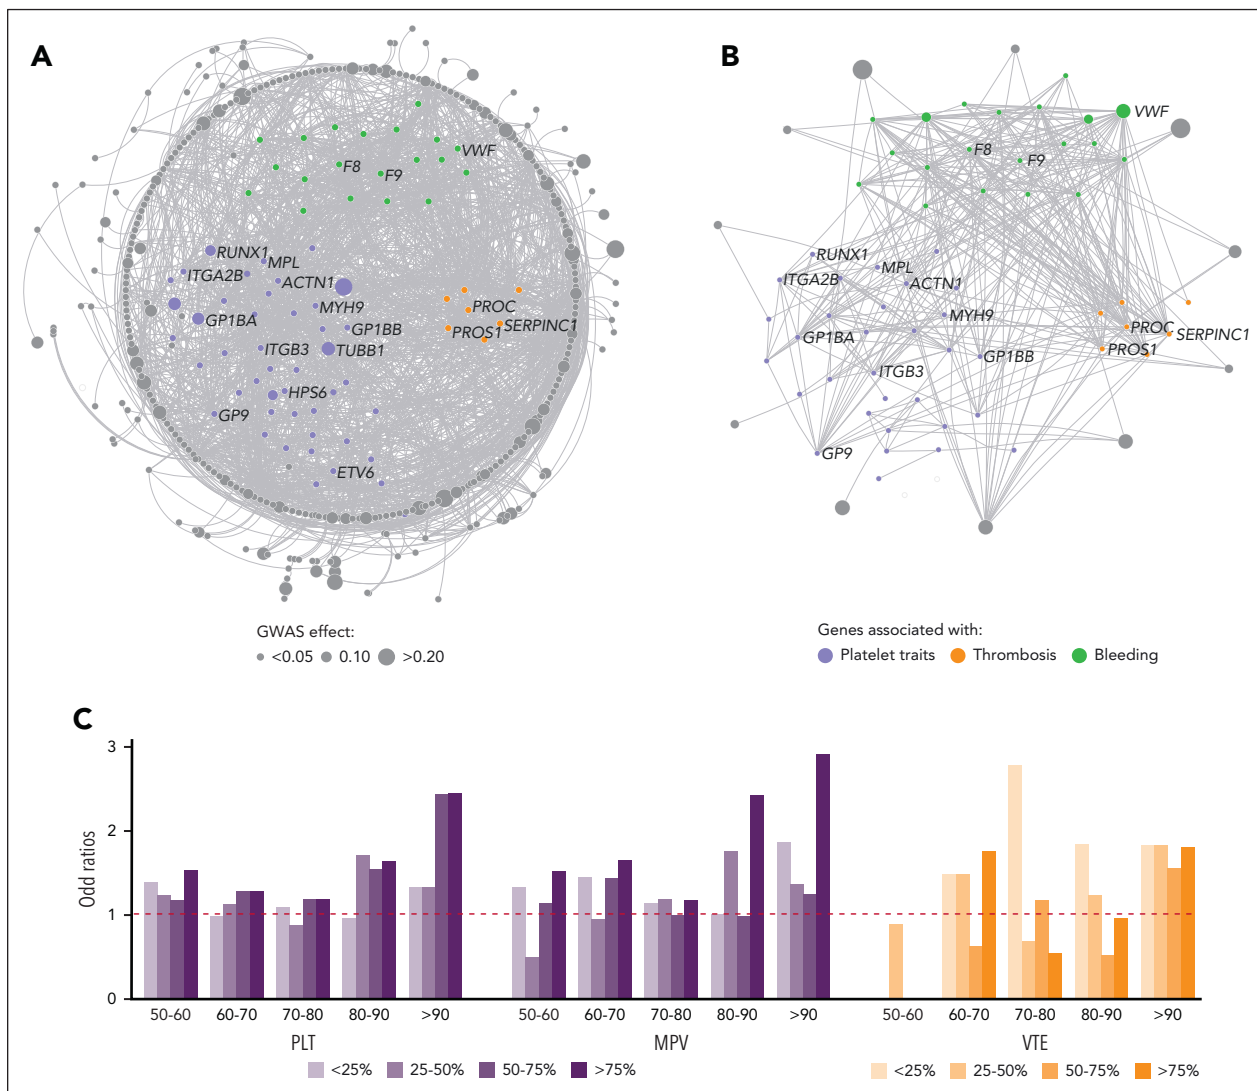 A
B
VWF
F8
F9
RUNX1
MPL
ITGA2B
ACTN1
MYH9
GP1BA
GP1BB
ITGB3
TUBB1
HPS6
GP9
ETV6
PROC
SERPINC1
PROS1
VWF
F8
F9
RUNX1
MPL
ITGA2B
ACTN1
MYH9
GP1BA
GP1BB
ITGB3
GP9
PROC
SERPINC1
PROS1
GWAS effect:
<0.05 0.10 >0.20
Genes associated with:
Platelet traits Thrombosis Bleeding
C
Odd ratios
3
2
1
0
50-60 60-70 70-80 80-90 >90 50-60 60-70 70-80 80-90 >90 50-60 60-70 70-80 80-90 >90
PLT MPV VTE
<25% 25-50% 50-75% >75% <25% 25-50% 50-75% >75%